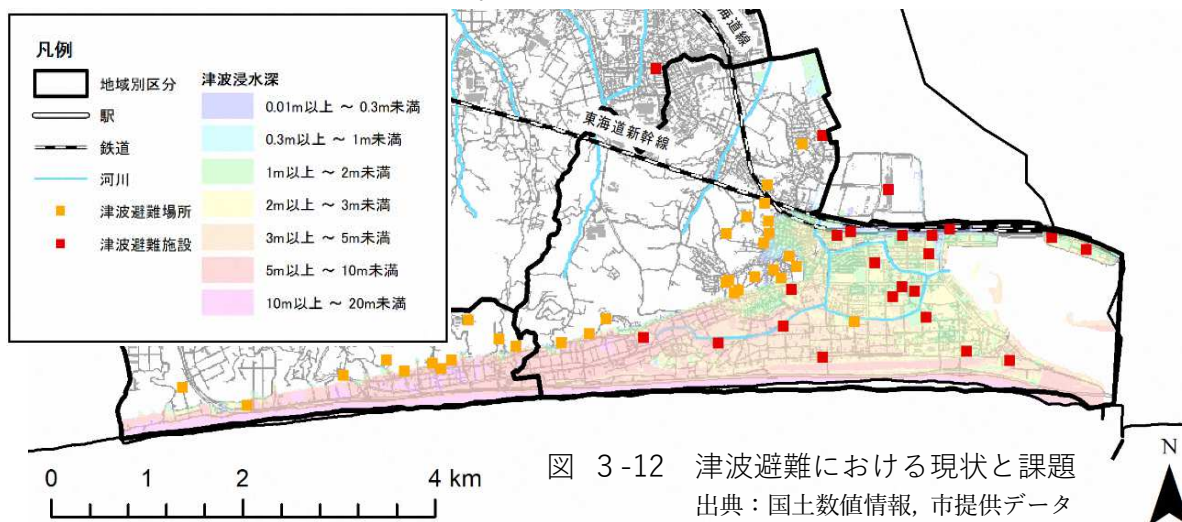 凡例
地域別区分
駅
鉄道
河川
津波避難場所
津波避難施設
津波浸水深
0.01m以上 ～ 0.3m未満
0.3m以上 ～ 1m未満
1m以上 ～ 2m未満
2m以上 ～ 3m未満
3m以上 ～ 5m未満
5m以上 ～ 10m未満
10m以上 ～ 20m未満
海道線
東海道新幹線
0 1 2 4 km
図 3-12 津波避難における現状と課題
出典：国土数値情報, 市提供データ
N